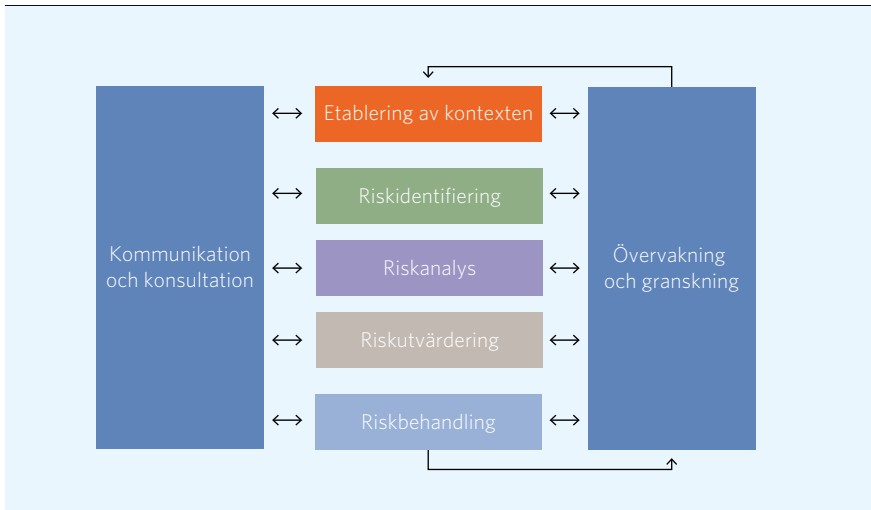 Kommunikation
och konsultation
Etablering av kontexten
Riskidentifiering
Riskanalys
Riskutvärdering
Riskbehandling
Övervakning
och granskning